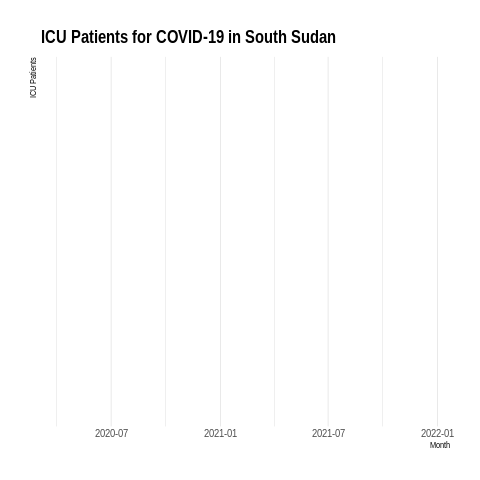 ICU Patients for COVID-19 in South Sudan
ICU Patients
2020-07 2021-01 2021-07 2022-01
Month